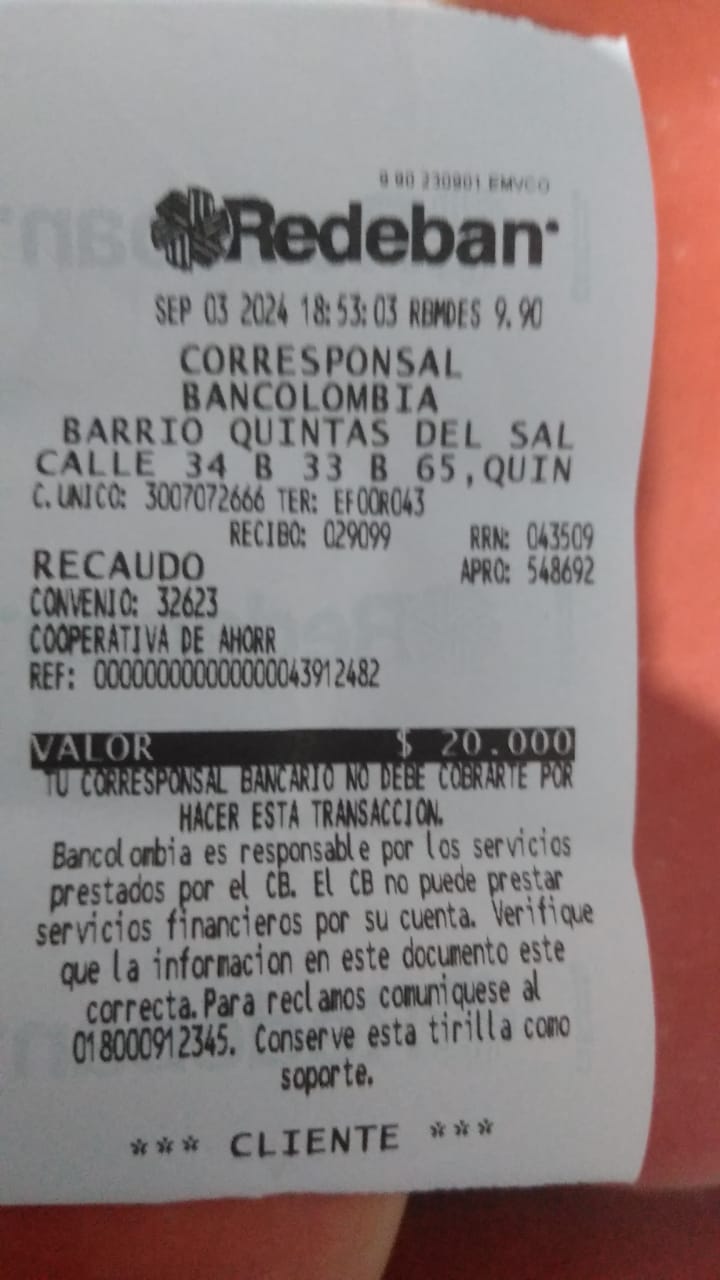 9.90 230901 EMVCO
Redeban
SEP 03 2024 18:53:03 RBMDES 9.90
CORRESPONSAL
BANCOLOMBIA
BARRIO QUINTAS DEL SAL
CALLE 34 B 33 B 65,QUIN
C.UNICO: 3007072666 TER: EF00R043
RECIBO: 029099 RRN: 043509
RECAUDO APRO: 548692
CONVENIO: 32623
COOPERATIVA DE AHORR
REF: 0000000000000000043912482
VALOR $ 20.000
TU CORRESPONSAL BANCARIO NO DEBE COBRARTE POR
HACER ESTA TRANSACCION.
Bancolombia es responsable por los servicios
prestados por el CB. El CB no puede prestar
servicios financieros por su cuenta. Verifique
que la informacion en este documento este
correcta.Para reclamos comuniquese al
018000912345. Conserve esta tirilla como
soporte.
*** CLIENTE ***